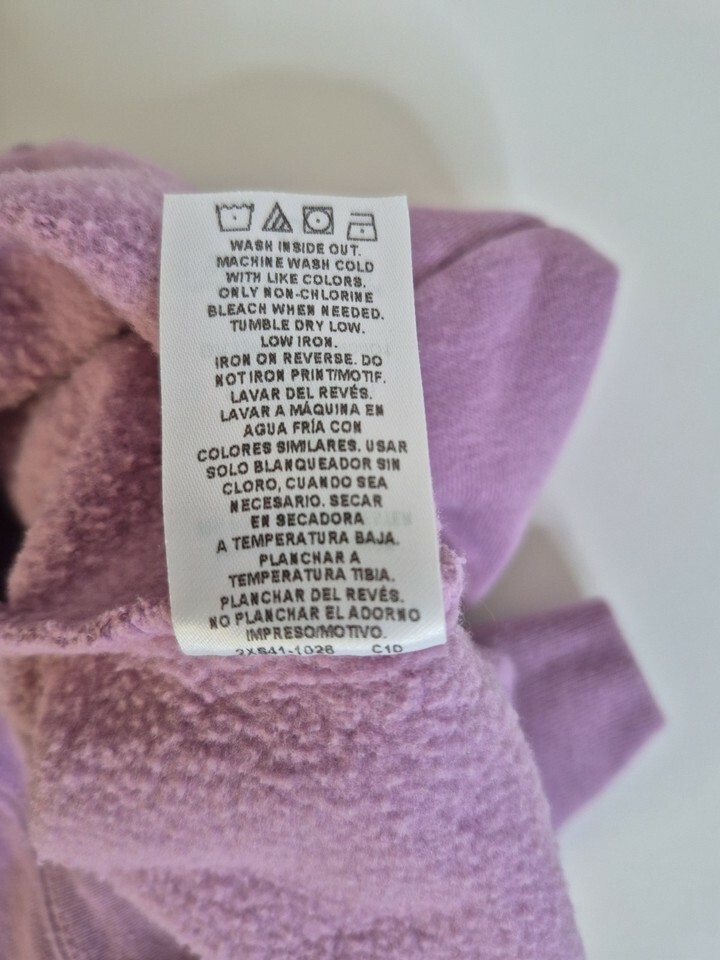 WASH INSIDE OUT.
MACHINE WASH COLD
WITH LIKE COLORS.
ONLY NON-CHLORINE
BLEACH WHEN NEEDED.
TUMBLE DRY LOW.
LOW IRON.
IRON ON REVERSE. DO
NOT IRON PRINT/MOTIF.
LAVAR DEL REVÉS.
LAVAR A MÁQUINA EN
AGUA FRÍA CON
COLORES SIMILARES. USAR
SOLO BLANQUEADOR SIN
CLORO, CUANDO SEA
NECESARIO. SECAR
EN SECADORA
A TEMPERATURA BAJA.
PLANCHAR A
TEMPERATURA TIBIA.
PLANCHAR DEL REVÉS.
NO PLANCHAR EL ADORNO
IMPRESO/MOTIVO.
C1D